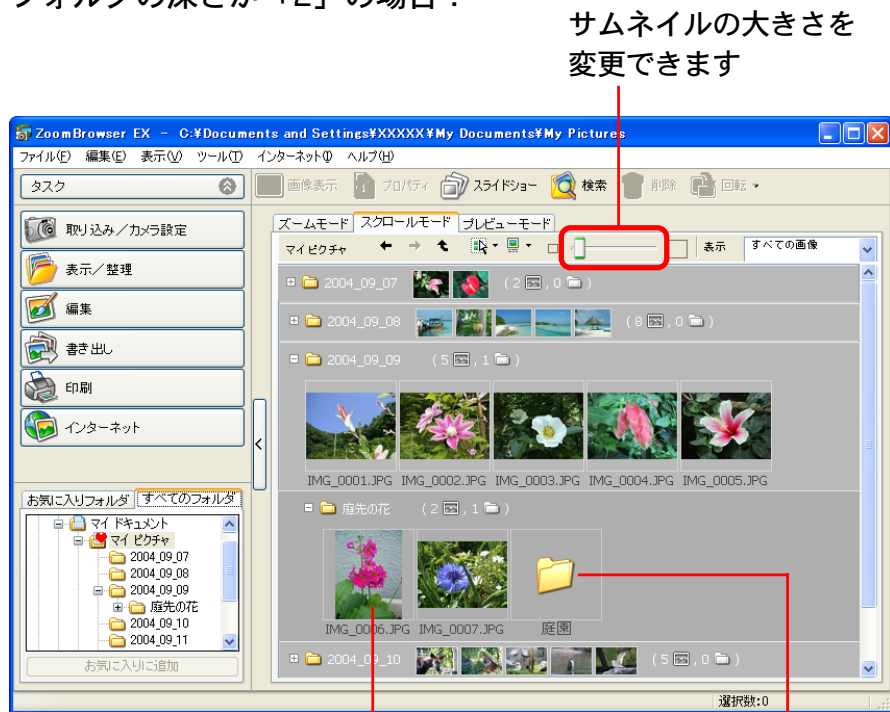 フォルダの深さが「+2」の場合：
サムネイルの大きさを
変更できます
ZoomBrowser EX - C:¥Documents and Settings¥XXXXX¥My Documents¥My Pictures
ファイル(F) 編集(E) 表示(V) ツール(T) インターネット(I) ヘルプ(H)
タスク
画像表示 プロパティ スライドショー 検索 削除 回転
取り込み／カメラ設定
表示／整理
編集
書き出し
印刷
インターネット
ズームモード スクロールモード プレビューモード
マイピクチャ 表示 すべての画像
2004_09_07 (2 , 0 )
2004_09_08 (8 , 0 )
2004_09_09 (5 , 1 )
IMG_0001.JPG IMG_0002.JPG IMG_0003.JPG IMG_0004.JPG IMG_0005.JPG
庭先の花 (2 , 1 )
IMG_0006.JPG IMG_0007.JPG 庭園
2004_09_10 (5 , 0 )
お気に入りフォルダ すべてのフォルダ
マイ ドキュメント
マイ ピクチャ
2004_09_07
2004_09_08
2004_09_09
庭先の花
2004_09_10
2004_09_11
お気に入りに追加
選択数:0